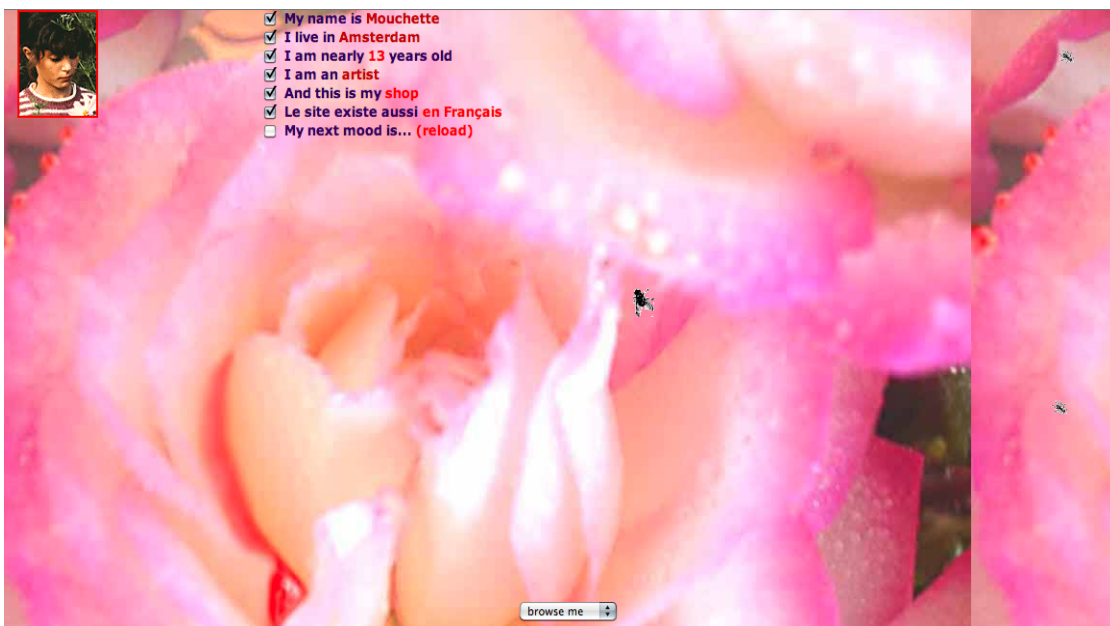 My name is Mouchette
I live in Amsterdam
I am nearly 13 years old
I am an artist
And this is my shop
Le site existe aussi en Français
My next mood is... (reload)
browse me